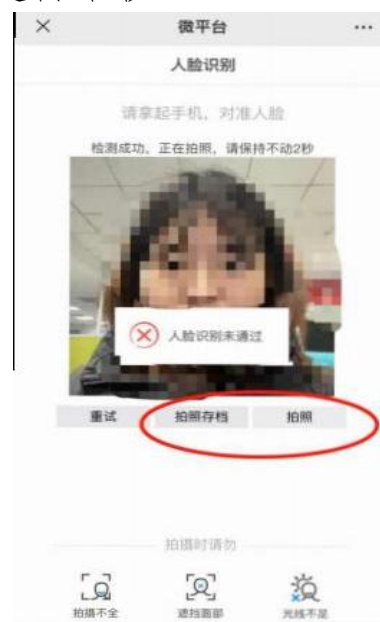 微平台
人脸识别
请拿起手机，对准人脸
检测成功，正在拍照，请保持不动2秒
人脸识别未通过
重试 拍照存档 拍照
拍摄时请勿
拍摄不全 遮挡面部 光线不足